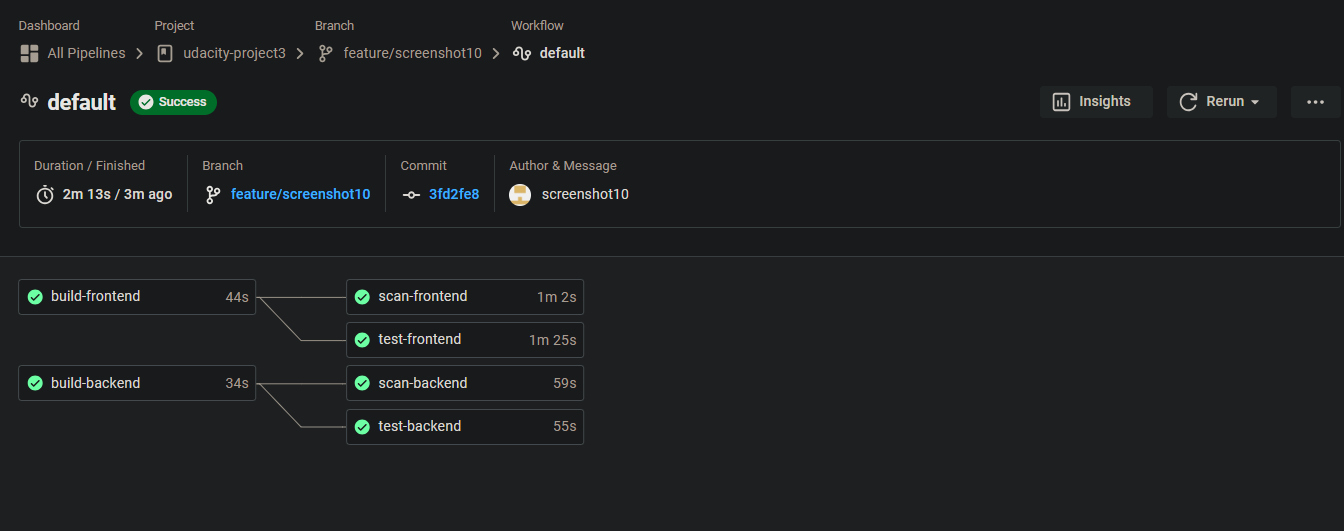 Dashboard Project Branch Workflow
All Pipelines udacity-project3 feature/screenshot10 default
default Success Insights Rerun
Duration / Finished Branch Commit Author & Message
2m 13s / 3m ago feature/screenshot10 3fd2fe8 screenshot10
build-frontend 44s scan-frontend 1m 2s
test-frontend 1m 25s
build-backend 34s scan-backend 59s
test-backend 55s